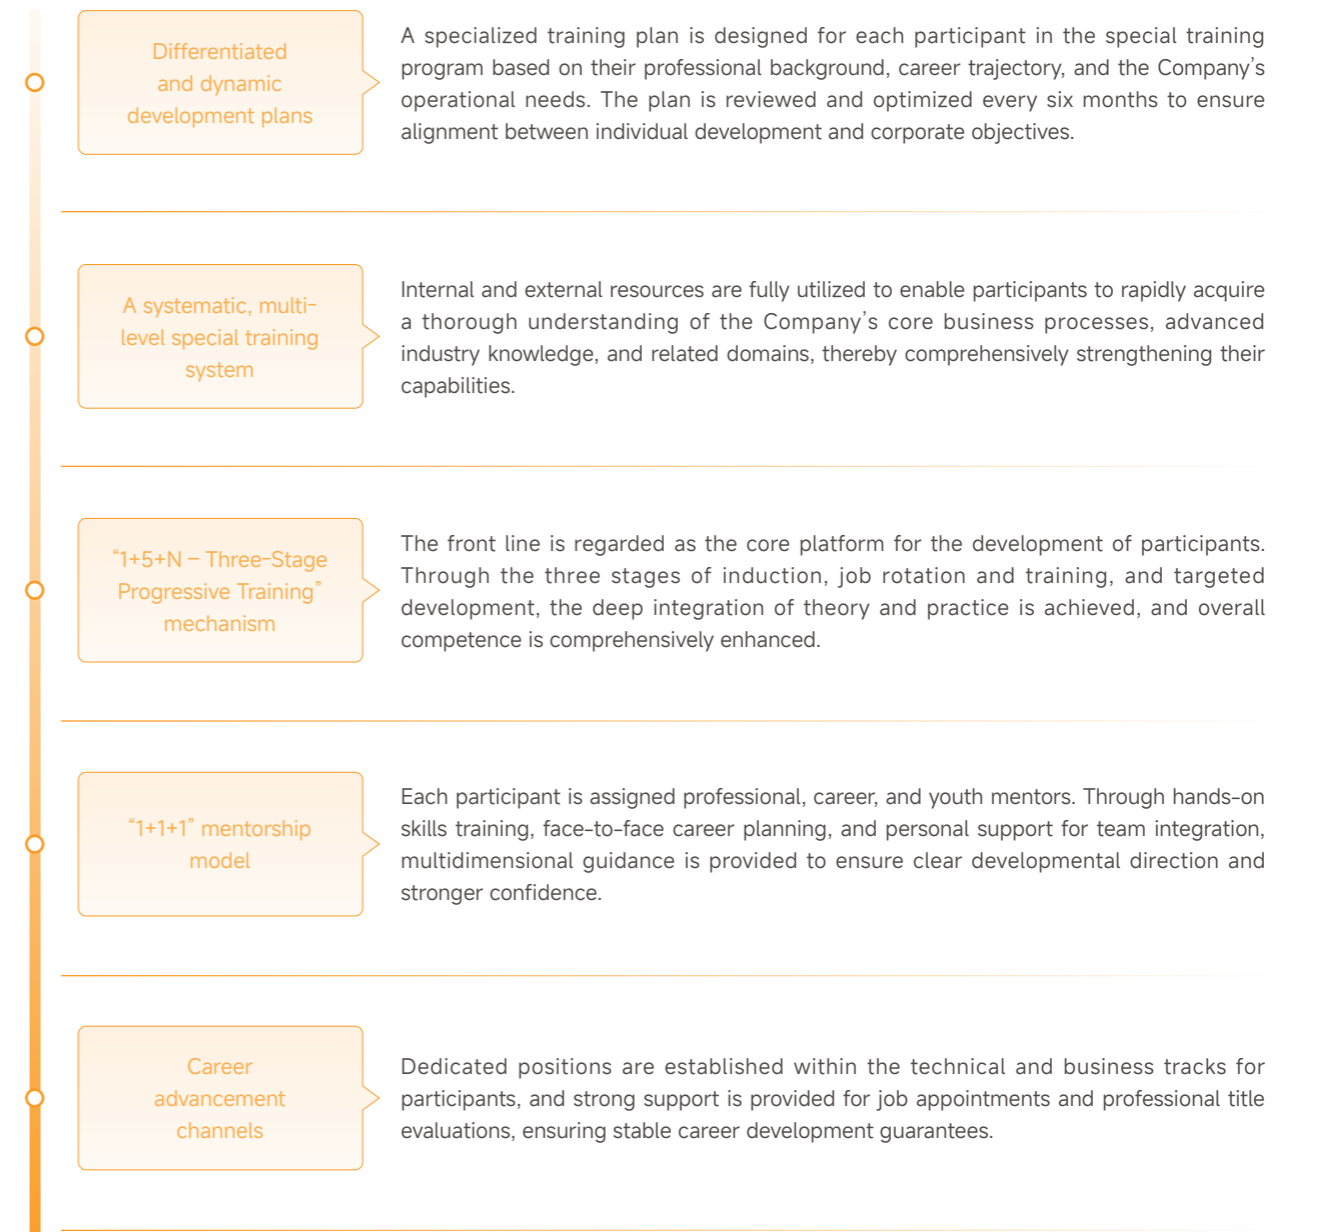 Differentiated
and dynamic
development plans
A specialized training plan is designed for each participant in the special training
program based on their professional background, career trajectory, and the Company’s
operational needs. The plan is reviewed and optimized every six months to ensure
alignment between individual development and corporate objectives.
A systematic, multi-
level special training
system
Internal and external resources are fully utilized to enable participants to rapidly acquire
a thorough understanding of the Company’s core business processes, advanced
industry knowledge, and related domains, thereby comprehensively strengthening their
capabilities.
“1+5+N – Three-Stage
Progressive Training”
mechanism
The front line is regarded as the core platform for the development of participants.
Through the three stages of induction, job rotation and training, and targeted
development, the deep integration of theory and practice is achieved, and overall
competence is comprehensively enhanced.
“1+1+1” mentorship
model
Each participant is assigned professional, career, and youth mentors. Through hands-on
skills training, face-to-face career planning, and personal support for team integration,
multidimensional guidance is provided to ensure clear developmental direction and
stronger confidence.
Career
advancement
channels
Dedicated positions are established within the technical and business tracks for
participants, and strong support is provided for job appointments and professional title
evaluations, ensuring stable career development guarantees.